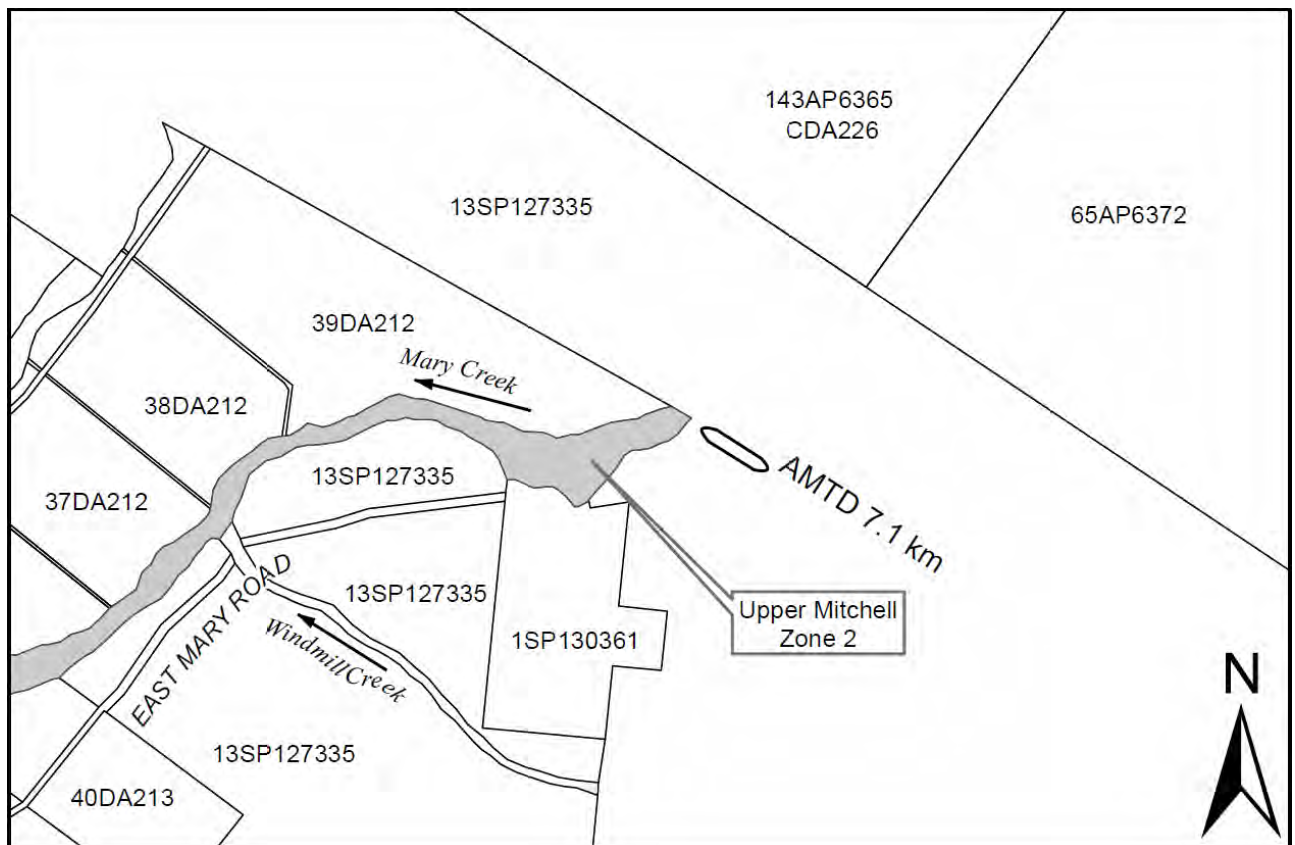 143AP6365
CDA226
13SP127335
65AP6372
39DA212
Mary Creek
38DA212
13SP127335
AMTD 7.1 km
37DA212
EAST MARY ROAD
13SP127335
Upper Mitchell
Zone 2
1SP130361
Windmill Creek
N
13SP127335
40DA213